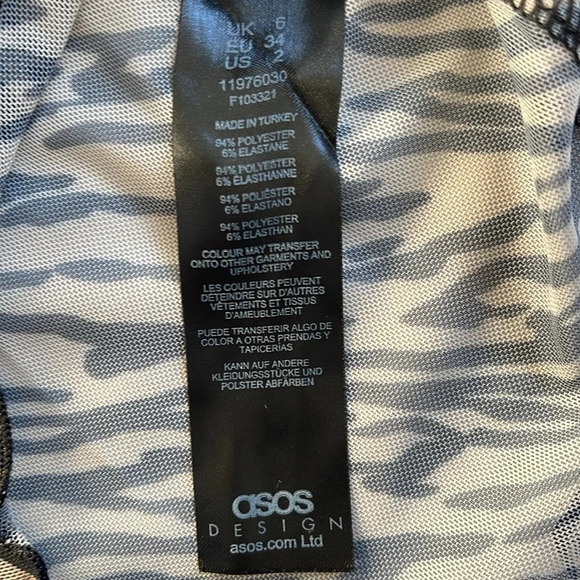 UK 6
EU 34
US 2
11976030
F103321
MADE IN TURKEY
94% POLYESTER
6% ELASTANE
94% POLYESTER
6% ÉLASTHANNE
94% POLIÉSTER
6% ELASTANO
94% POLYESTER
6% ELASTHAN
COLOUR MAY TRANSFER
ONTO OTHER GARMENTS AND
UPHOLSTERY
LES COULEURS PEUVENT
DÉTEINDRE SUR D'AUTRES
VÊTEMENTS ET TISSUS
D'AMEUBLEMENT
PUEDE TRANSFERIR ALGO DE
COLOR A OTRAS PRENDAS Y
TAPICERÍAS
KANN AUF ANDERE
KLEIDUNGSSTÜCKE UND
POLSTER ABFÄRBEN
asos
DESIGN
asos.com Ltd